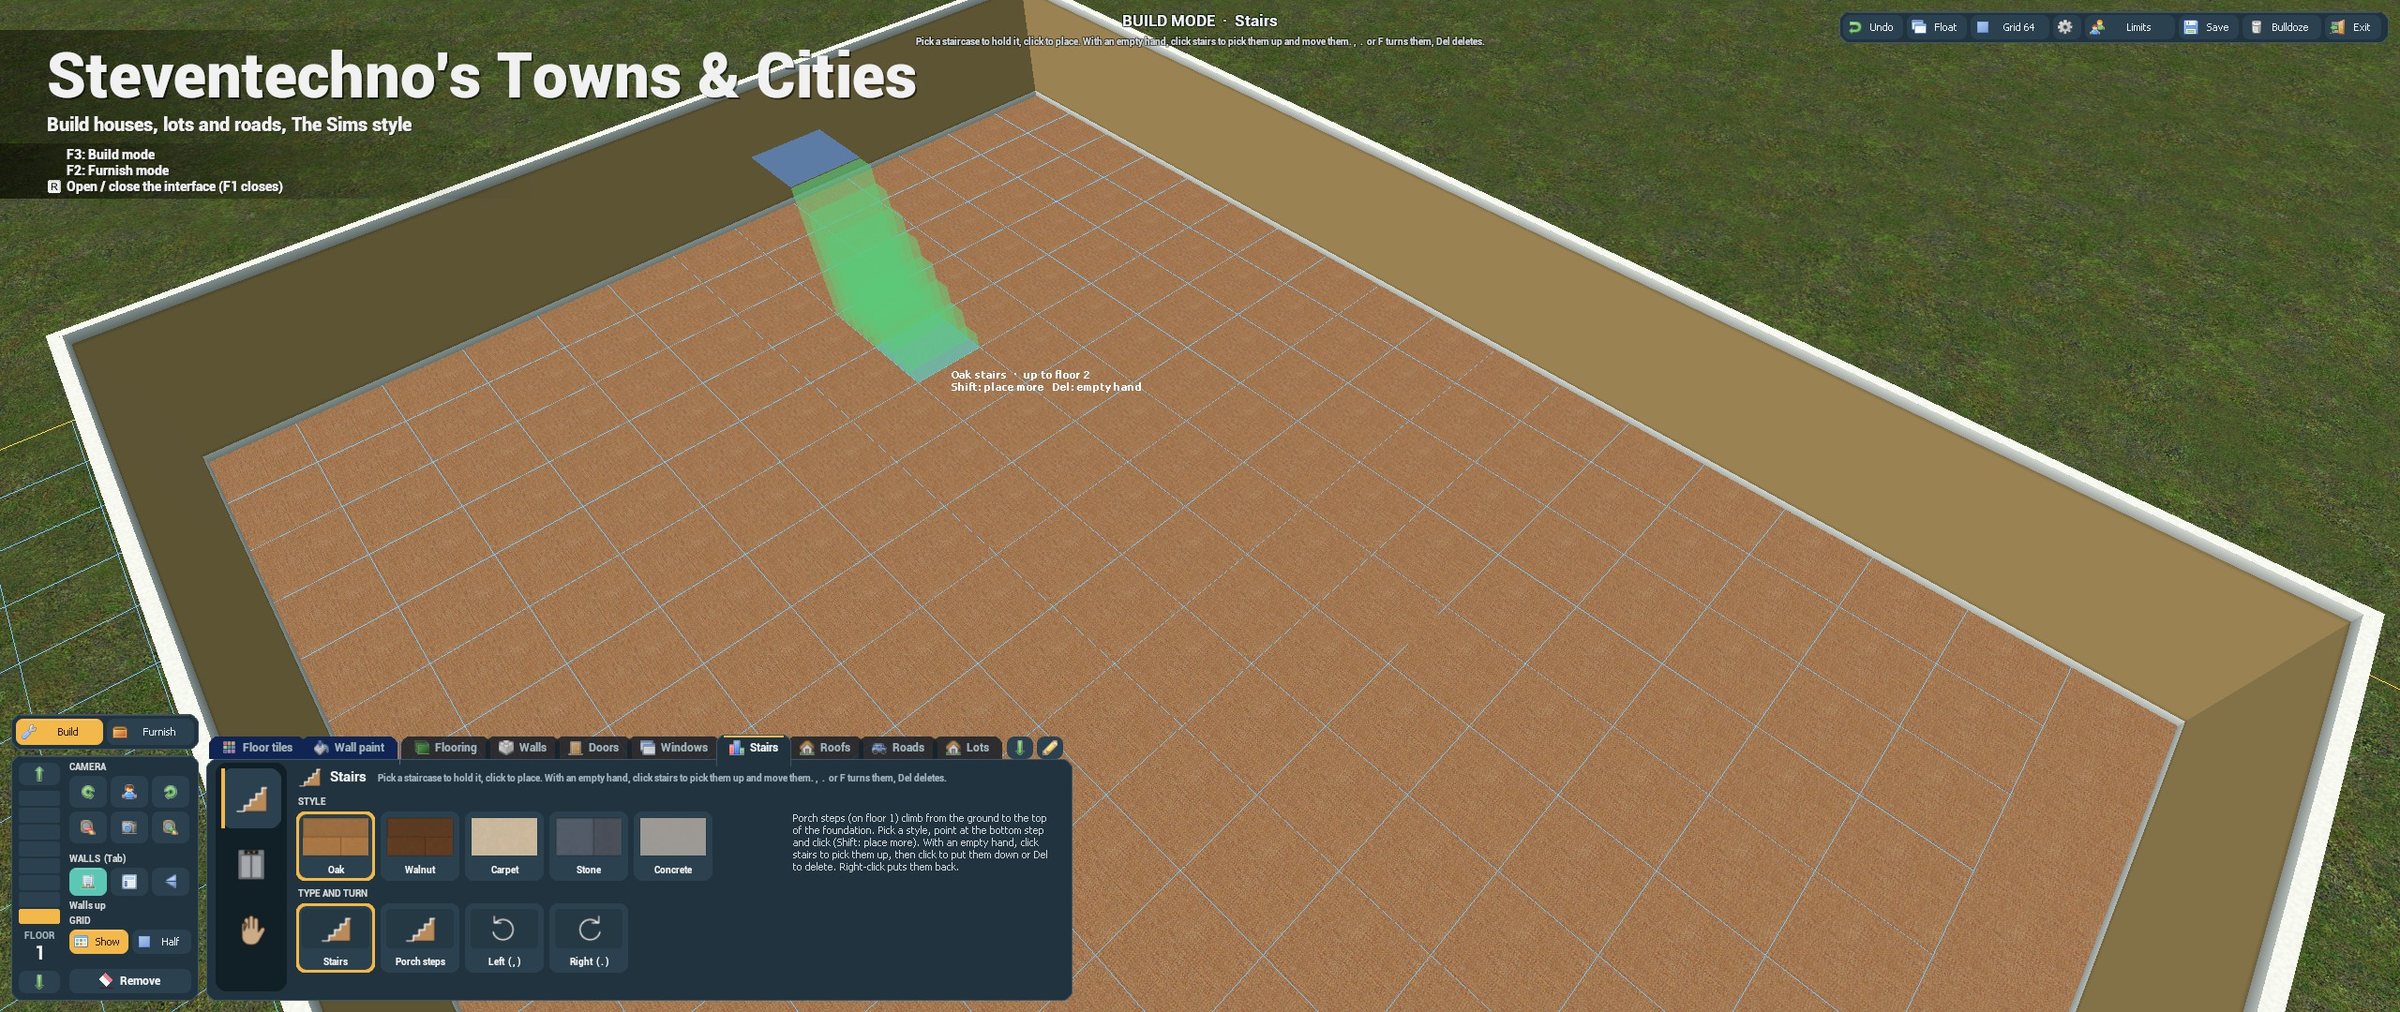 BUILD MODE · Stairs
Pick a staircase to hold it, click to place. With an empty hand, click stairs to pick them up and move them. , . or F turns them, Del deletes.
Undo
Float
Grid 64
Limits
Save
Bulldoze
Exit
Steventechno's Towns & Cities
Build houses, lots and roads, The Sims style
F3: Build mode
F2: Furnish mode
R Open / close the interface (F1 closes)
Oak stairs · up to floor 2
Shift: place more Del: empty hand
Build
Furnish
CAMERA
WALLS (Tab)
Walls up
GRID
Show
Half
FLOOR
1
Remove
Floor tiles
Wall paint
Flooring
Walls
Doors
Windows
Stairs
Roofs
Roads
Lots
Stairs
Pick a staircase to hold it, click to place. With an empty hand, click stairs to pick them up and move them. , . or F turns them, Del deletes.
STYLE
Oak
Walnut
Carpet
Stone
Concrete
Porch steps (on floor 1) climb from the ground to the top
of the foundation. Pick a style, point at the bottom step
and click (Shift: place more). With an empty hand, click
stairs to pick them up, then click to put them down or Del
to delete. Right-click puts them back.
TYPE AND TURN
Stairs
Porch steps
Left (,)
Right (.)